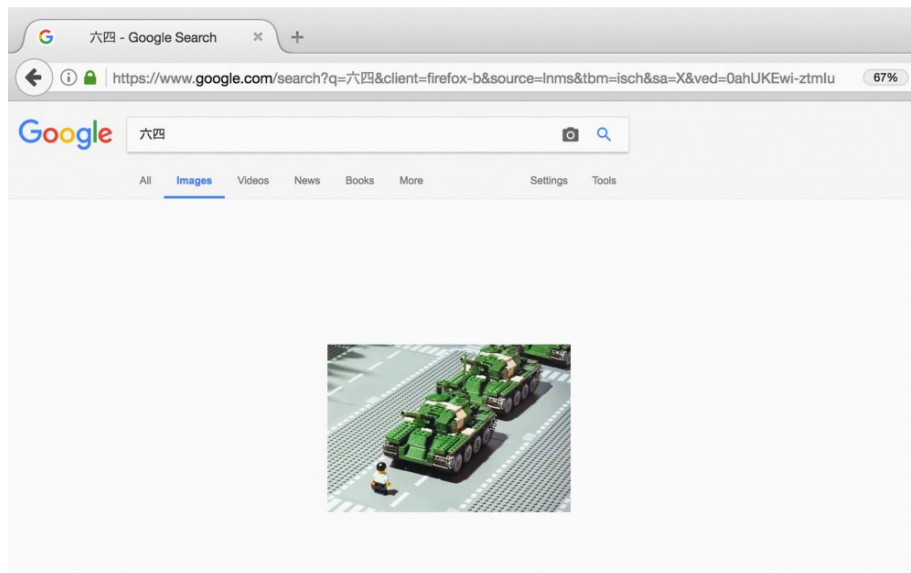 六四 - Google Search
https://www.google.com/search?q=六四&client=firefox-b&source=lnms&tbm=isch&sa=X&ved=0ahUKEwi-ztmIu 67%
Google 六四
All Images Videos News Books More Settings Tools